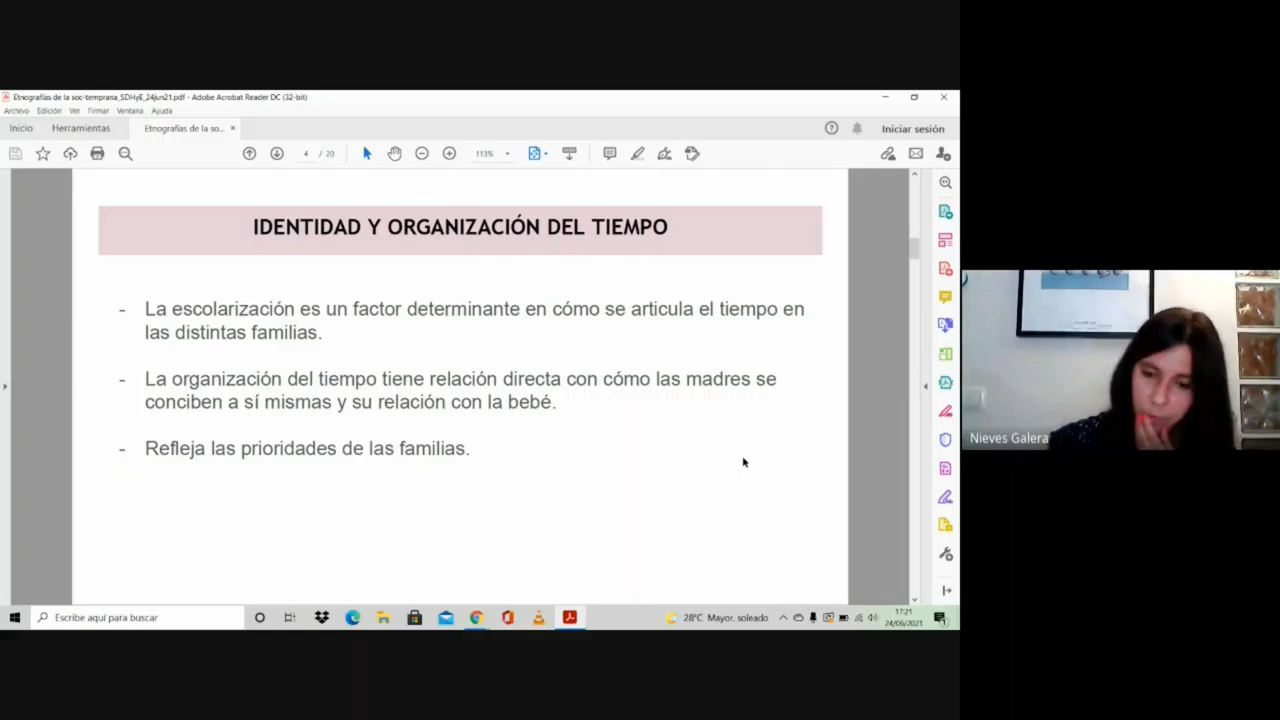 Etnografías de la soc-temprana_SDHyE_24jun21.pdf - Adobe Acrobat Reader DC (32-bit)
Archivo Edición Ver Firmar Ventana Ayuda
Inicio Herramientas Etnografías de la so... × Iniciar sesión
4 / 20 113%
IDENTIDAD Y ORGANIZACIÓN DEL TIEMPO
- La escolarización es un factor determinante en cómo se articula el tiempo en
las distintas familias.
- La organización del tiempo tiene relación directa con cómo las madres se
conciben a sí mismas y su relación con la bebé.
- Refleja las prioridades de las familias.
Nieves Galera
Escribe aquí para buscar
28°C Mayor. soleado
17:21
24/06/2021